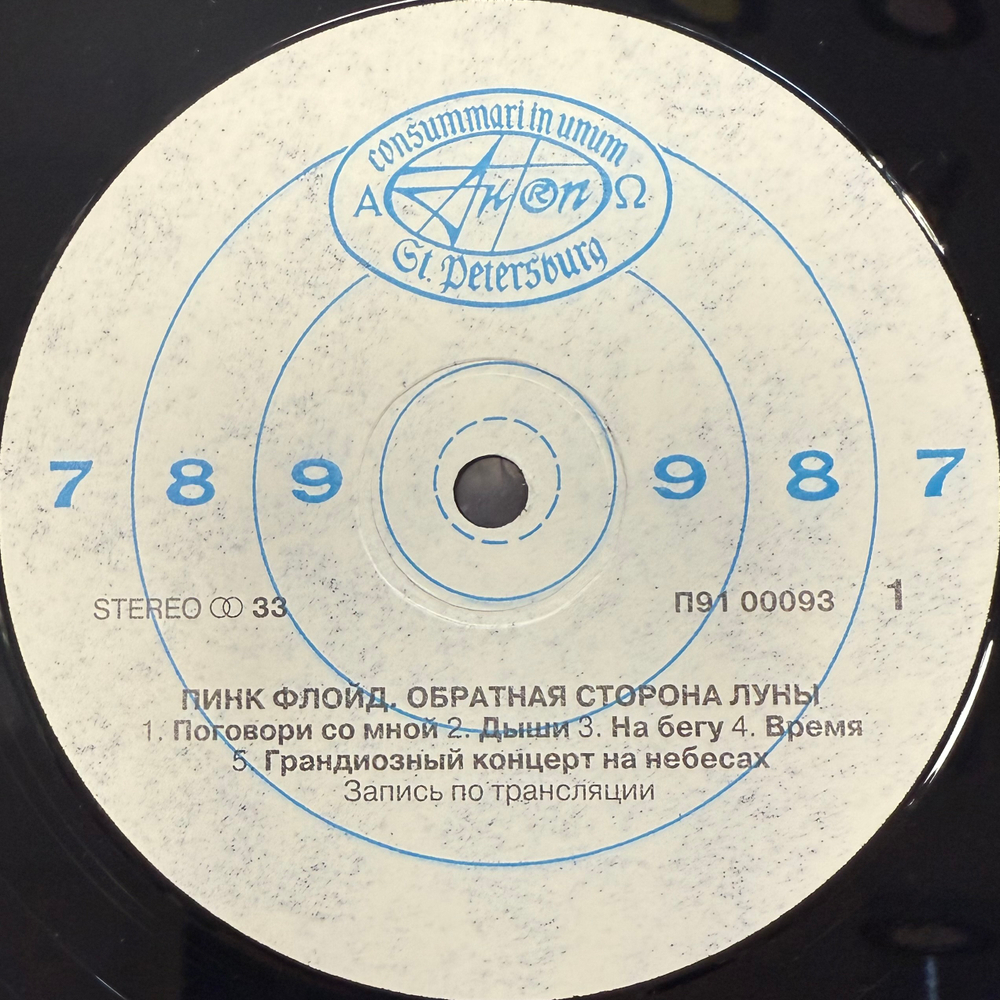 consummari in unum
Α АнТроп ® Ω
St. Petersburg
7 8 9 9 8 7
STEREO 33
П91 00093 1
ПИНК ФЛОЙД. ОБРАТНАЯ СТОРОНА ЛУНЫ
1. Поговори со мной 2. Дыши 3. На бегу 4. Время
5. Грандиозный концерт на небесах
Запись по трансляции